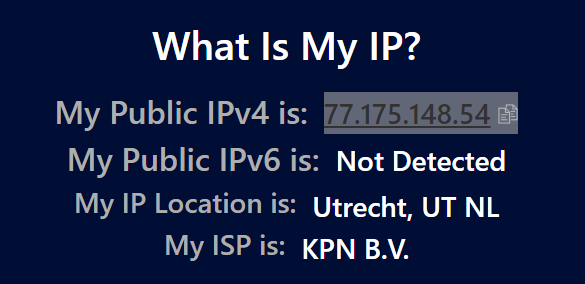 What Is My IP?
My Public IPv4 is: 77.175.148.54
My Public IPv6 is: Not Detected
My IP Location is: Utrecht, UT NL
My ISP is: KPN B.V.